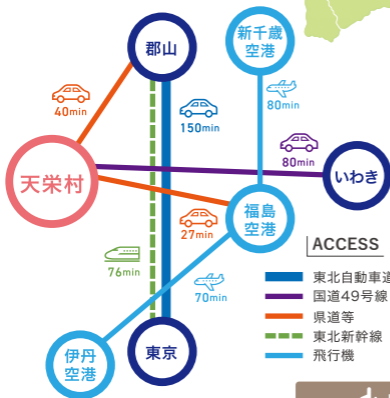 郡山
新千歳
空港
40min
150min
80min
80min
天栄村
いわき
福島
空港
27min
76min
70min
ACCESS
東北自動車道
国道49号線
県道等
東北新幹線
飛行機
伊丹
空港
東京